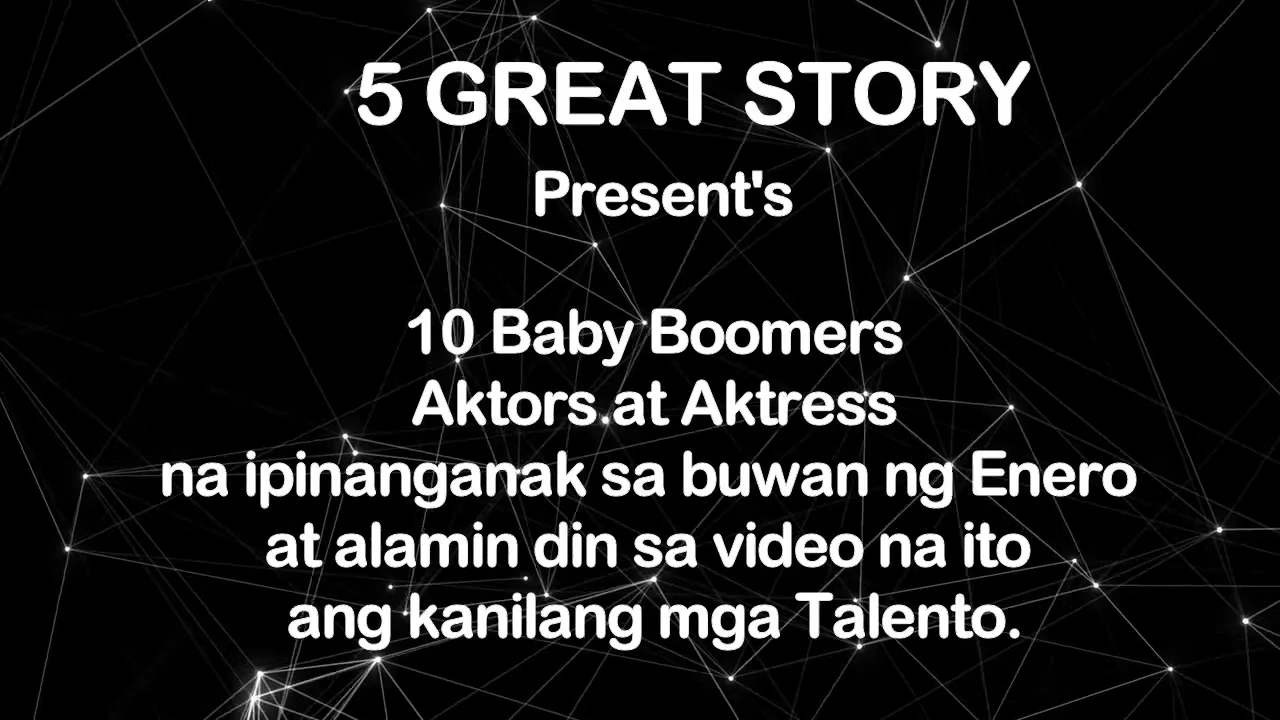 5 GREAT STORY
Present's
10 Baby Boomers
Aktors at Aktress
na ipinanganak sa buwan ng Enero
at alamin din sa video na ito
ang kanilang mga Talento.